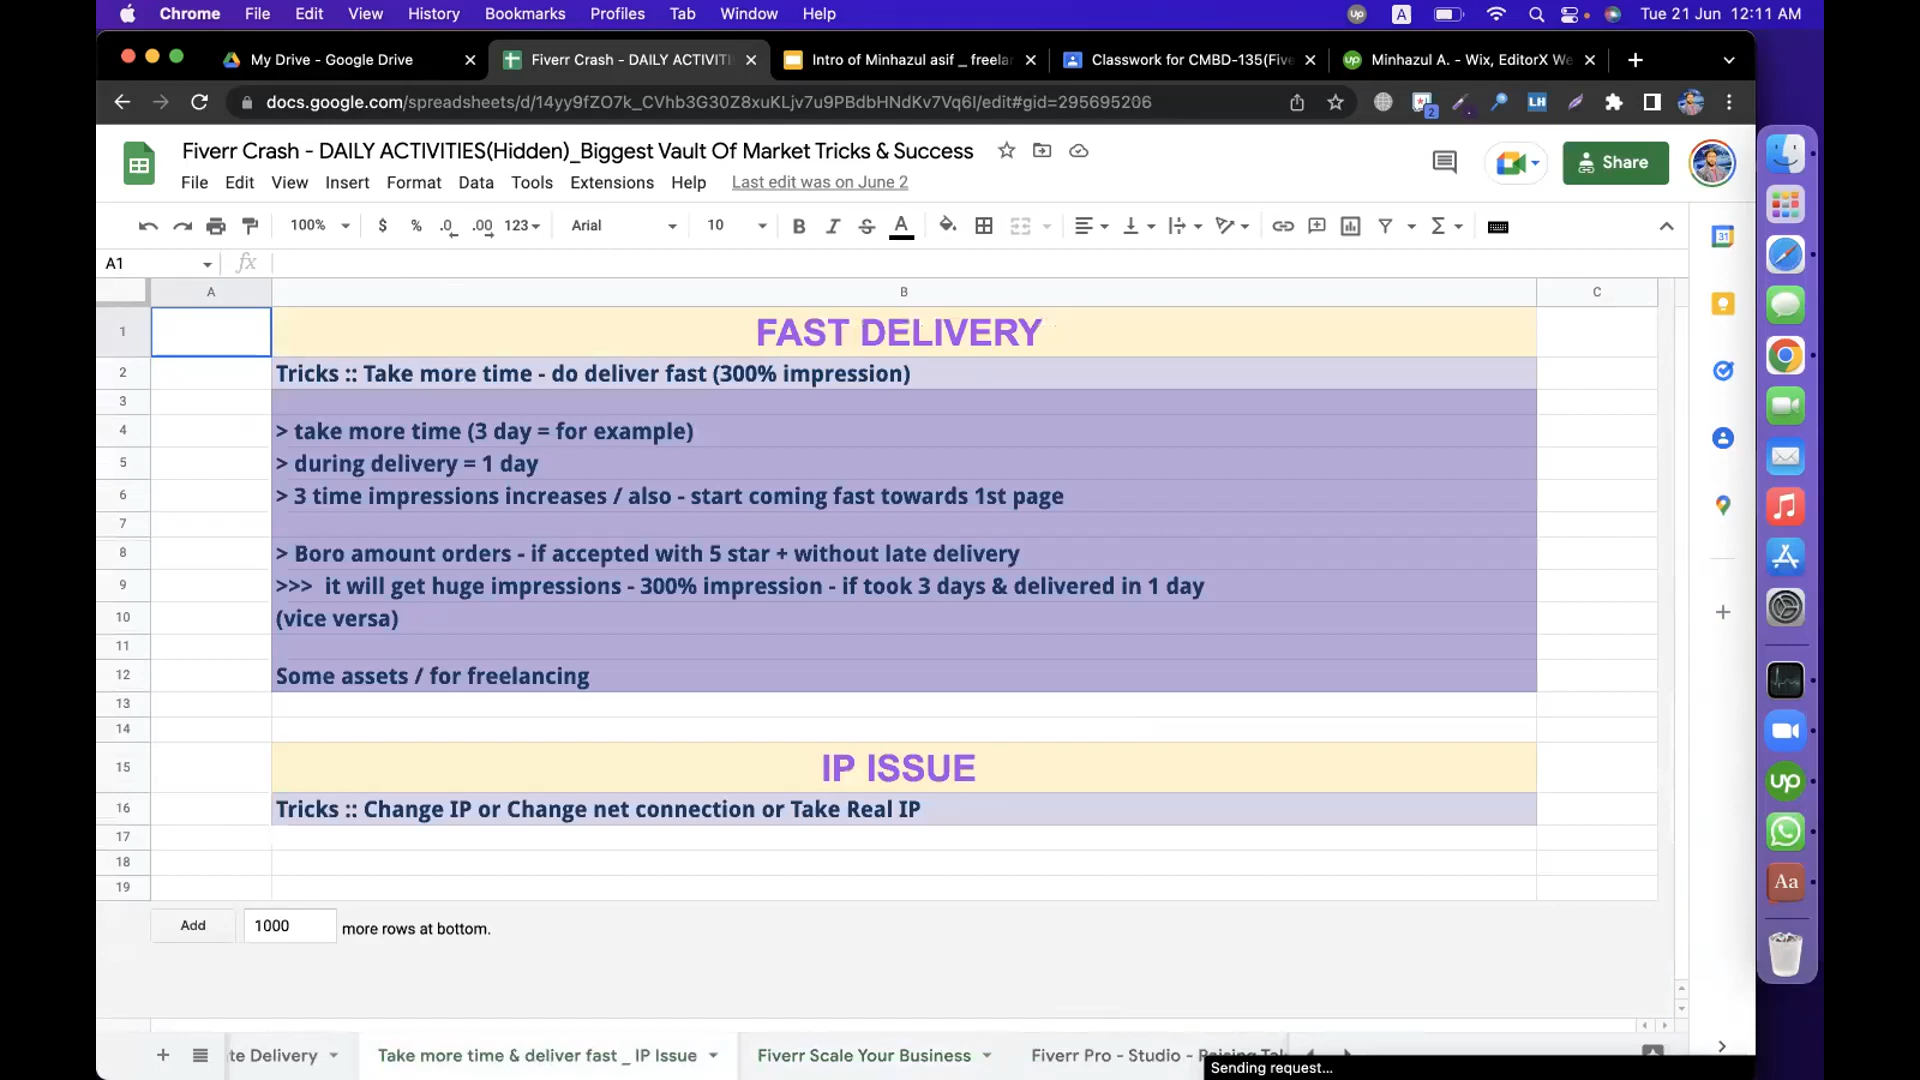 Chrome File Edit View History Bookmarks Profiles Tab Window Help
Tue 21 Jun 12:11 AM
My Drive - Google Drive
Fiverr Crash - DAILY ACTIVITI
Intro of Minhazul asif _ freelar
Classwork for CMBD-135(Five
Minhazul A. - Wix, EditorX We
docs.google.com/spreadsheets/d/14yy9fZO7k_CVhb3G30Z8xuKLjv7u9PBdbHNdKv7Vq6I/edit#gid=295695206
Fiverr Crash - DAILY ACTIVITIES(Hidden)_Biggest Vault Of Market Tricks & Success
Share
File Edit View Insert Format Data Tools Extensions Help Last edit was on June 2
100% $ % .0 .00 123 Arial 10 B I S A
A1 fx
A B C
1 FAST DELIVERY
2 Tricks :: Take more time - do deliver fast (300% impression)
3
4 > take more time (3 day = for example)
5 > during delivery = 1 day
6 > 3 time impressions increases / also - start coming fast towards 1st page
7
8 > Boro amount orders - if accepted with 5 star + without late delivery
9 >>> it will get huge impressions - 300% impression - if took 3 days & delivered in 1 day
10 (vice versa)
11
12 Some assets / for freelancing
13
14
15 IP ISSUE
16 Tricks :: Change IP or Change net connection or Take Real IP
17
18
19
Add 1000 more rows at bottom.
te Delivery
Take more time & deliver fast _ IP Issue
Fiverr Scale Your Business
Fiverr Pro - Studio -
Sending request...